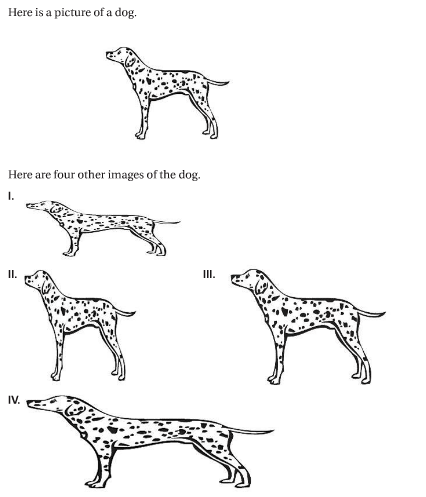 Here is a picture of a dog.
Here are four other images of the dog.
I.
II.
III.
IV.